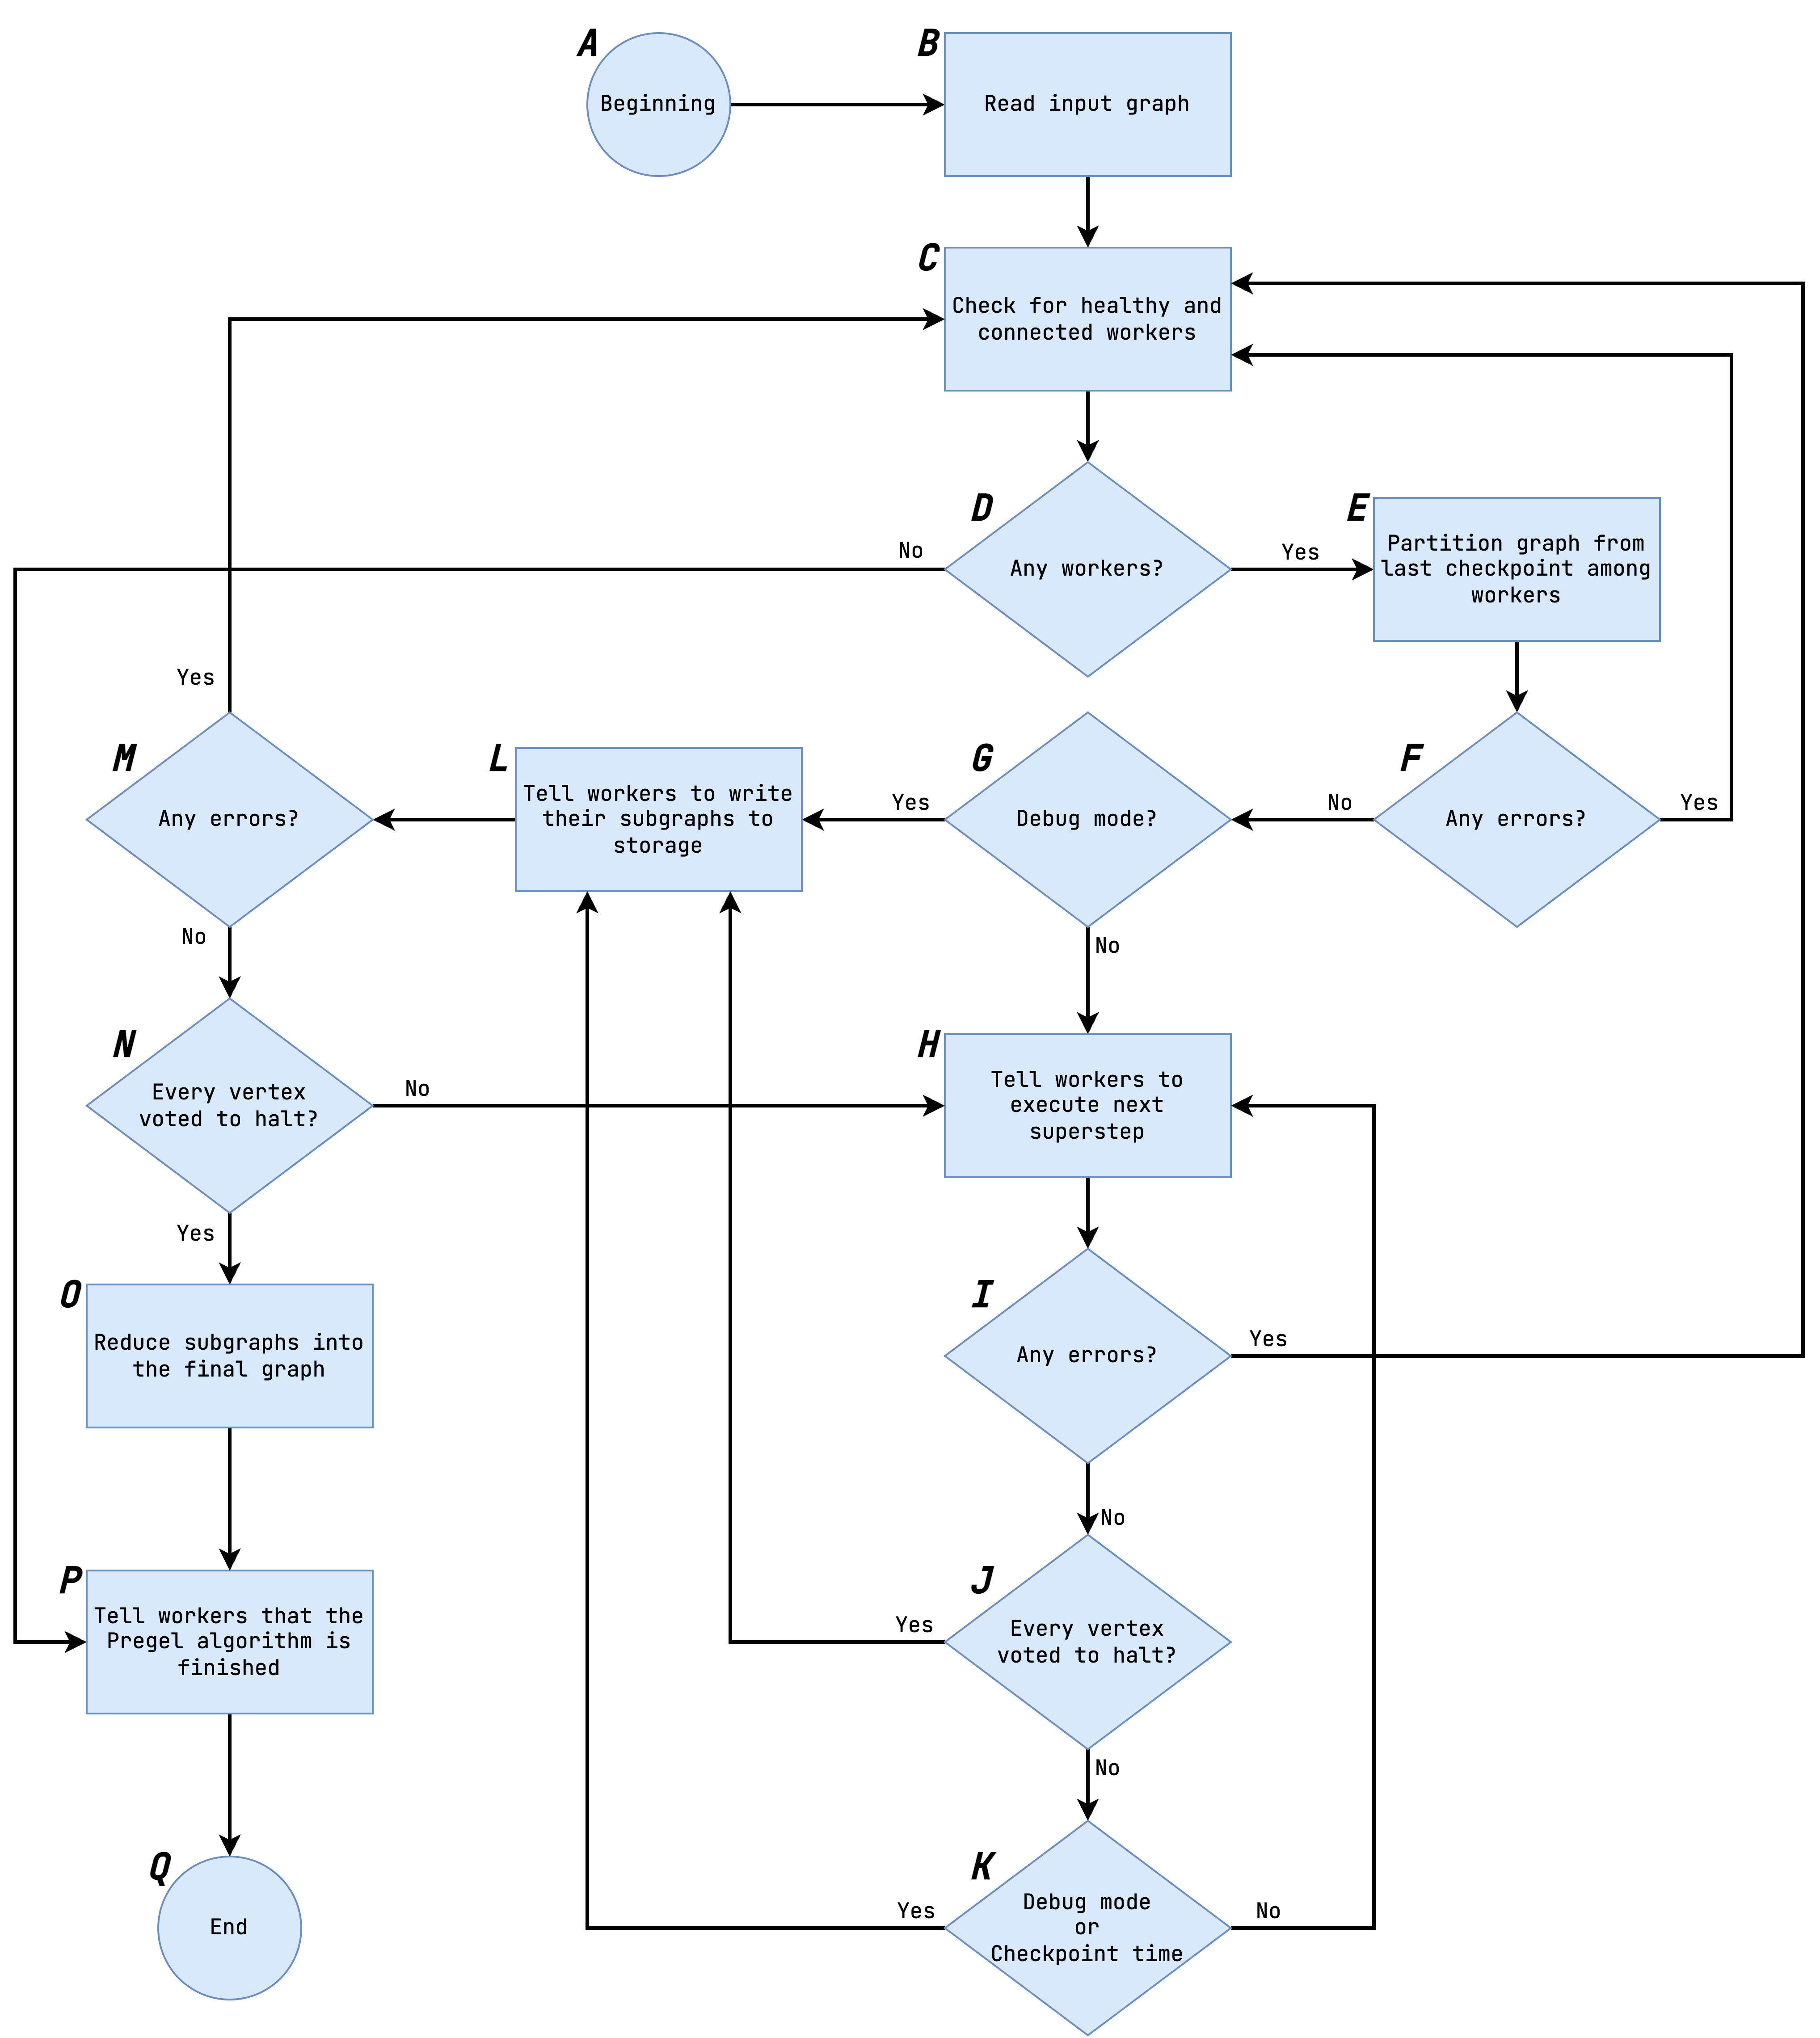 A
Beginning
B
Read input graph
C
Check for healthy and
connected workers
D
Any workers?
No
Yes
E
Partition graph from
last checkpoint among
workers
F
Any errors?
No
Yes
G
Debug mode?
Yes
No
L
Tell workers to write
their subgraphs to
storage
M
Any errors?
Yes
No
N
Every vertex
voted to halt?
No
Yes
H
Tell workers to
execute next
superstep
I
Any errors?
Yes
No
J
Every vertex
voted to halt?
Yes
No
K
Debug mode
or
Checkpoint time
Yes
No
O
Reduce subgraphs into
the final graph
P
Tell workers that the
Pregel algorithm is
finished
Q
End